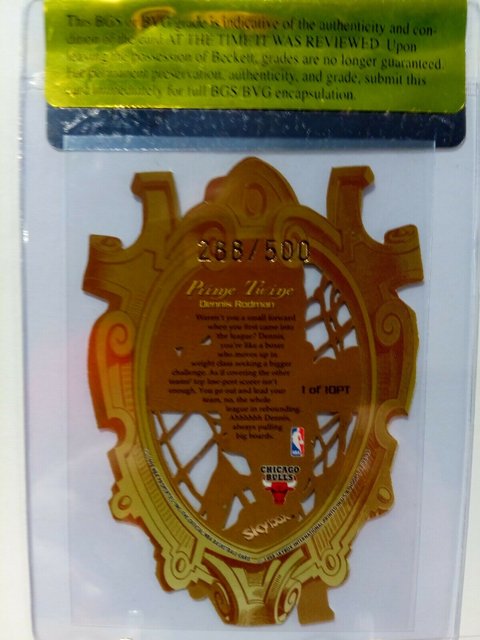 This BGS or BVG grade is indicative of the authenticity and con-
dition of the card AT THE TIME IT WAS REVIEWED. Upon
leaving the possession of Beckett, grades are no longer guaranteed.
For permanent preservation, authenticity, and grade, submit this
card immediately for full BGS/BVG encapsulation.
288/500
Prime Twine
Dennis Rodman
Weren't you a small forward
when you first came into
the league? Dennis,
you're like a boxer
who moves up in
weight class seeking a bigger
challenge. As if covering the other
teams' top low-post scorer isn't
enough. You go out and lead your
team, no, the whole
league in rebounding.
Ahhhhhh Dennis,
always pulling
big boards.
1 of 10PT
NBA
CHICAGO
BULLS
SKYBOX